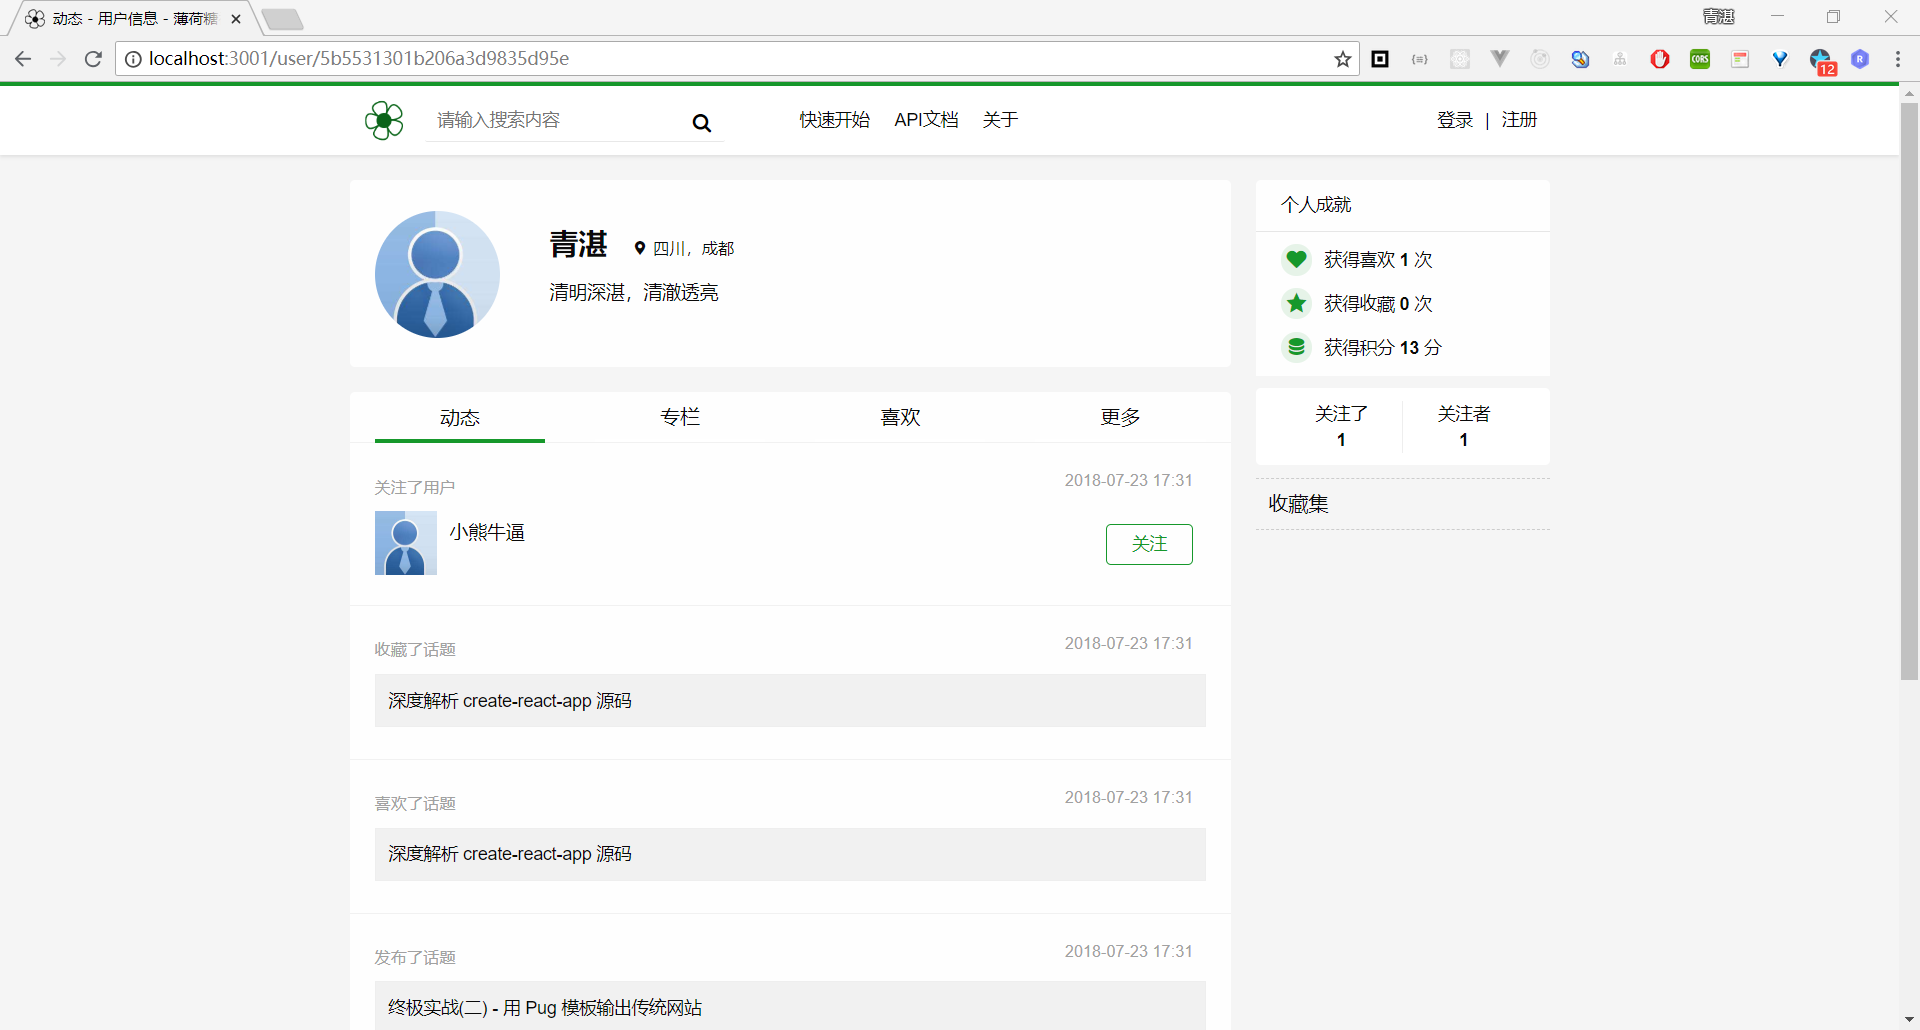 动态 - 用户信息 - 薄荷糖
青湛
localhost:3001/user/5b5531301b206a3d9835d95e
{≡}
CORS
12
R
请输入搜索内容
快速开始 API文档 关于
登录 | 注册
青湛 四川，成都
清明深湛，清澈透亮
动态 专栏 喜欢 更多
关注了用户 2018-07-23 17:31
小熊牛逼
关注
收藏了话题 2018-07-23 17:31
深度解析 create-react-app 源码
喜欢了话题 2018-07-23 17:31
深度解析 create-react-app 源码
发布了话题 2018-07-23 17:31
终极实战(二) - 用 Pug 模板输出传统网站
个人成就
获得喜欢 1 次
获得收藏 0 次
获得积分 13 分
关注了 关注者
1 1
收藏集